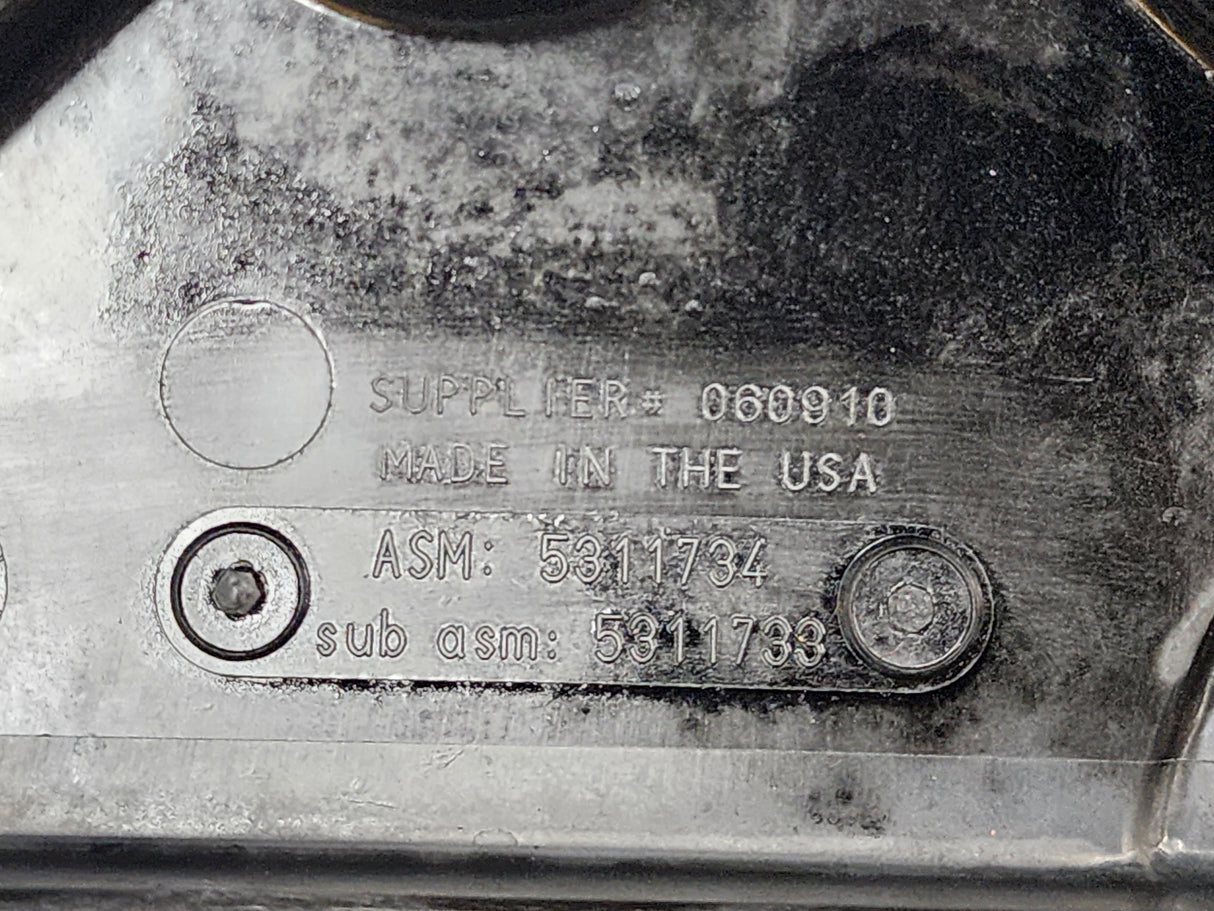 SUPPLIER# 060910
MADE IN THE USA
ASM: 5311734
sub asm: 5311733